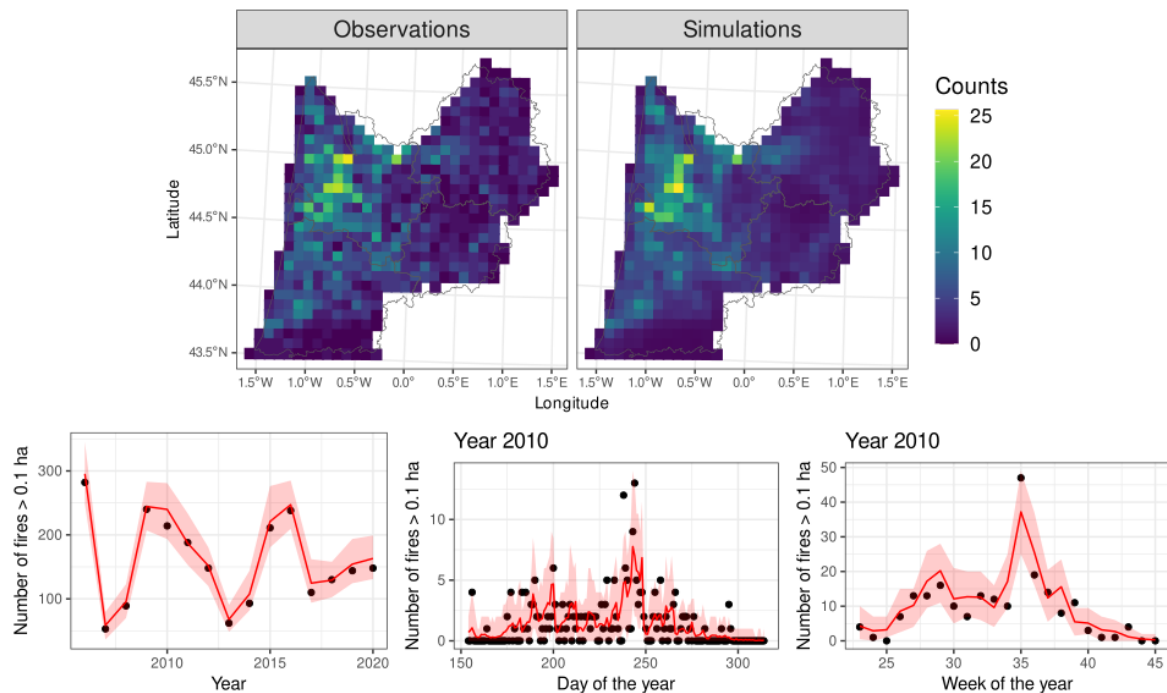 Observations
Simulations
45.5°N
45.0°N
44.5°N
44.0°N
43.5°N
Latitude
1.5°W 1.0°W 0.5°W 0.0° 0.5°E 1.0°E 1.5°E
1.5°W 1.0°W 0.5°W 0.0° 0.5°E 1.0°E 1.5°E
Longitude
Counts
25
20
15
10
5
0
Number of fires > 0.1 ha
300
200
100
2010 2015 2020
Year
Year 2010
Number of fires > 0.1 ha
10
5
0
150 200 250 300
Day of the year
Year 2010
Number of fires > 0.1 ha
50
40
30
20
10
0
25 30 35 40 45
Week of the year